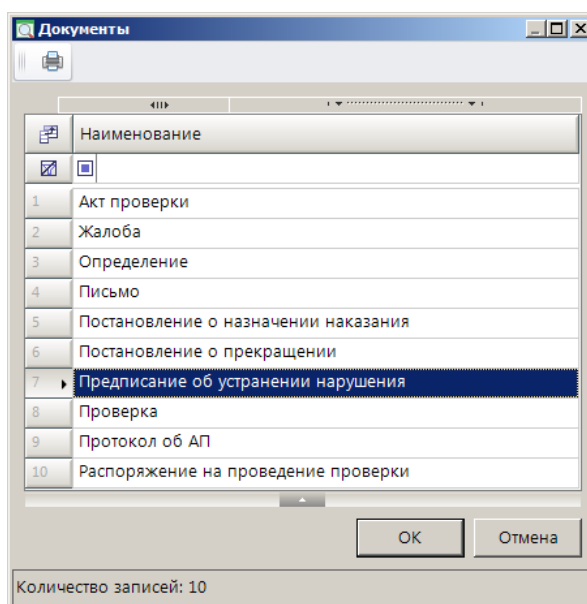 Документы
Наименование
1 Акт проверки
2 Жалоба
3 Определение
4 Письмо
5 Постановление о назначении наказания
6 Постановление о прекращении
7 Предписание об устранении нарушения
8 Проверка
9 Протокол об АП
10 Распоряжение на проведение проверки
OK Отмена
Количество записей: 10